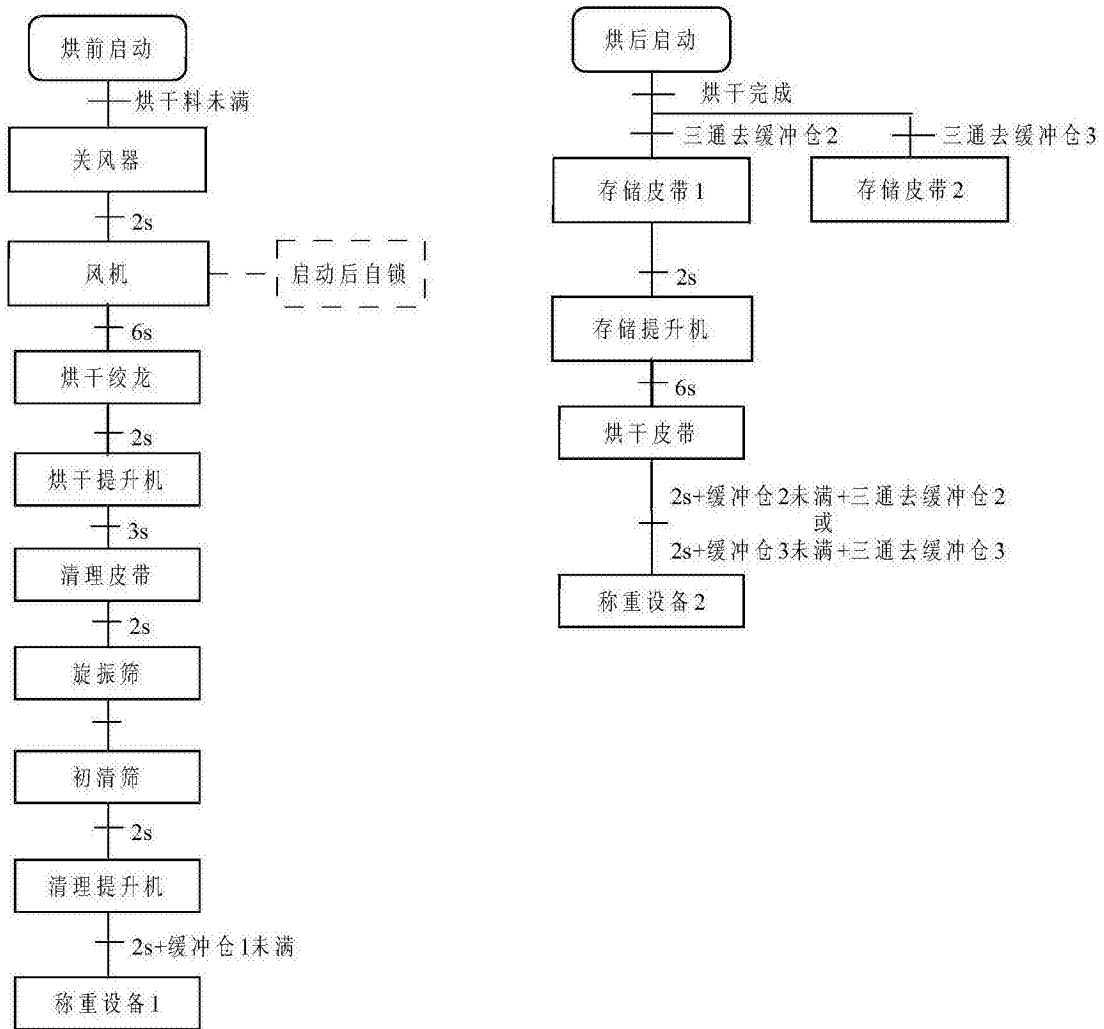 烘前启动
烘干料未满
关风器
2s
风机
启动后自锁
6s
烘干绞龙
2s
烘干提升机
3s
清理皮带
2s
旋振筛
初清筛
2s
清理提升机
2s+缓冲仓1未满
称重设备1
烘后启动
烘干完成
三通去缓冲仓2
三通去缓冲仓3
存储皮带1
存储皮带2
2s
存储提升机
6s
烘干皮带
2s+缓冲仓2未满+三通去缓冲仓2
或
2s+缓冲仓3未满+三通去缓冲仓3
称重设备2